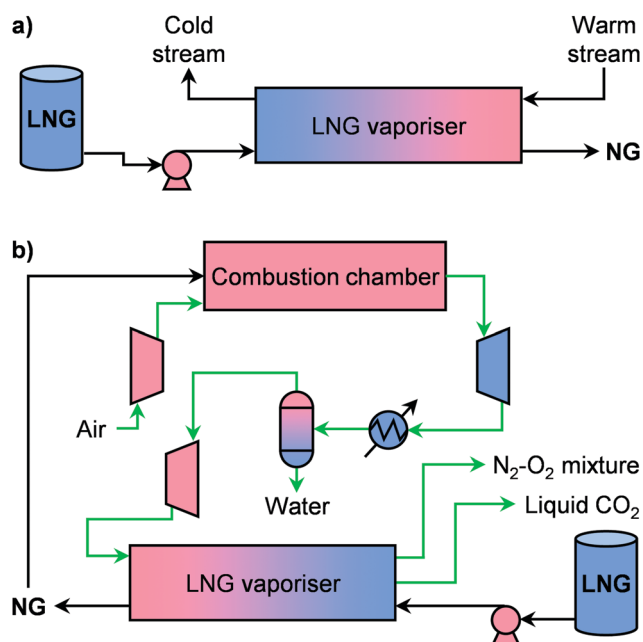 a)
Cold
stream
Warm
stream
LNG
LNG vaporiser
NG
b)
Combustion chamber
Air
Water
N₂-O₂ mixture
Liquid CO₂
LNG vaporiser
LNG
NG